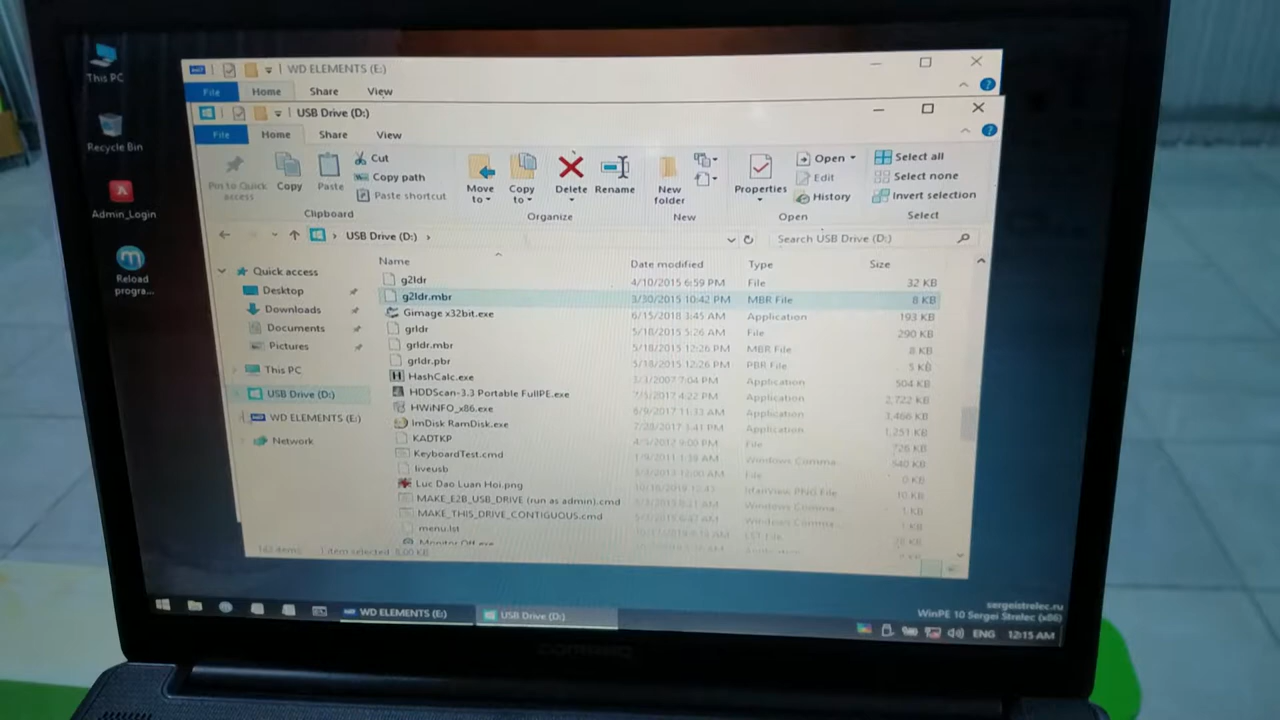 This PC
Recycle Bin
Admin_Login
Reload
progra...
WD ELEMENTS (E:)
File Home Share View
USB Drive (D:)
File Home Share View
Pin to Quick
access
Copy
Paste
Cut
Copy path
Paste shortcut
Clipboard
Move
to
Copy
to
Delete
Rename
Organize
New
folder
New
Properties
Open
Edit
History
Open
Select all
Select none
Invert selection
Select
USB Drive (D:)
Search USB Drive (D:)
Quick access
Desktop
Downloads
Documents
Pictures
This PC
USB Drive (D:)
WD ELEMENTS (E:)
Network
Name Date modified Type Size
g2ldr 4/10/2015 6:59 PM File 32 KB
g2ldr.mbr 3/30/2015 10:42 PM MBR File 8 KB
Gimage x32bit.exe 6/15/2018 3:45 AM Application 193 KB
grldr 5/18/2015 5:26 AM File 290 KB
grldr.mbr 5/18/2015 12:26 PM MBR File 8 KB
grldr.pbr 5/18/2015 12:26 PM PBR File 5 KB
HashCalc.exe 3/3/2007 7:04 PM Application 504 KB
HDDScan-3.3 Portable FullPE.exe 7/5/2017 4:22 PM Application 2,722 KB
HWiNFO_x86.exe 6/9/2017 11:33 AM Application 3,466 KB
ImDisk RamDisk.exe 7/28/2017 3:41 PM Application 1,251 KB
KADTKP 9:00 PM File 726 KB
KeyboardTest.cmd 1:39 AM Windows Comma... 540 KB
liveusb 12:00 AM File 0 KB
Luc Dao Luan Hoi.png IrfanView PNG File 10 KB
MAKE_E2B_USB_DRIVE (run as admin).cmd Windows Comma... 1 KB
MAKE_THIS_DRIVE_CONTIGUOUS.cmd Windows Comma... 1 KB
menu.lst
Monitor Off.exe
1 item selected 8.00 KB
WD ELEMENTS (E:)
USB Drive (D:)
sergeistrelec.ru
WinPE 10 Sergei Strelec (x86)
ENG 12:15 AM